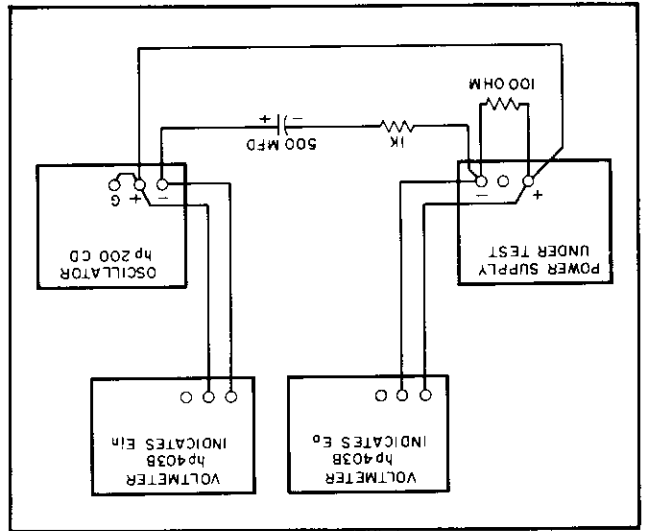 VOLTMETER
hp403B
INDICATES Eo
VOLTMETER
hp403B
INDICATES Ein
POWER SUPPLY
UNDER TEST
+ −
OSCILLATOR
hp 200 CD
− + G
1K
500 MFD
− +
100 OHM